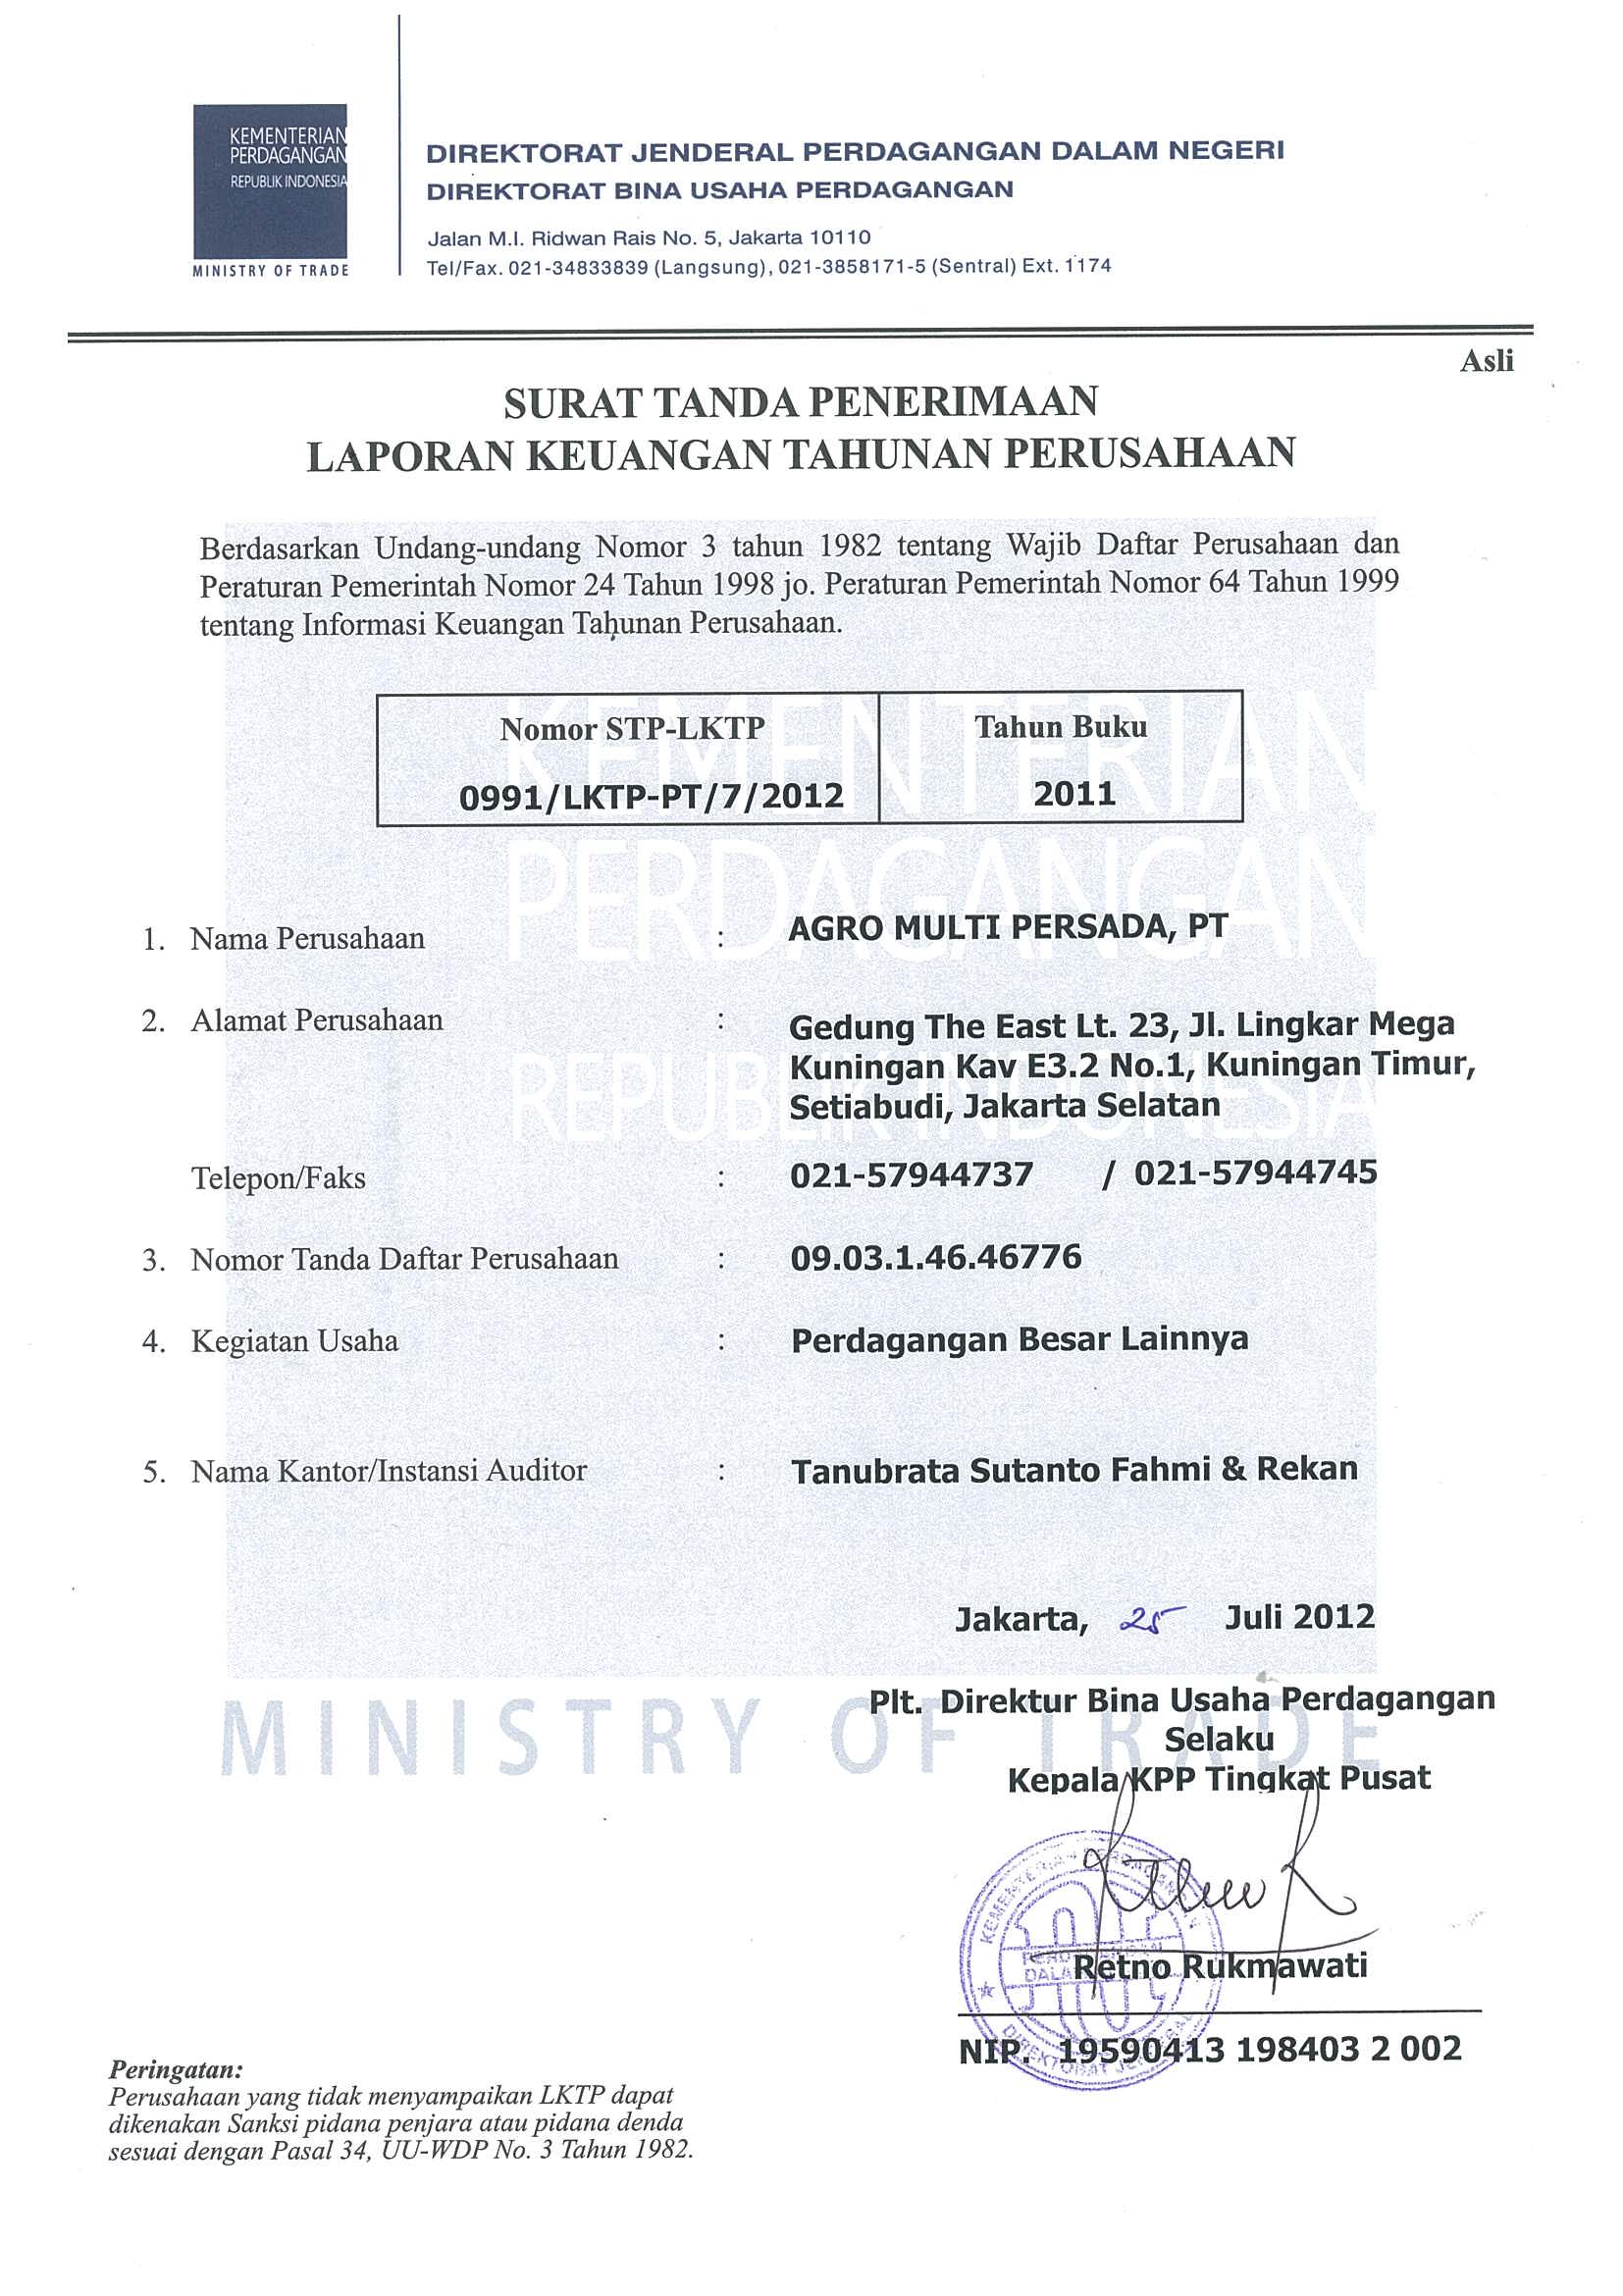 KEMENTERIAN
PERDAGANGAN
REPUBLIK INDONESIA
MINISTRY OF TRADE
DIREKTORAT JENDERAL PERDAGANGAN DALAM NEGERI
DIREKTORAT BINA USAHA PERDAGANGAN
Jalan M.I. Ridwan Rais No. 5, Jakarta 10110
Tel/Fax. 021-34833839 (Langsung), 021-3858171-5 (Sentral) Ext. 1174
Asli
SURAT TANDA PENERIMAAN
LAPORAN KEUANGAN TAHUNAN PERUSAHAAN
Berdasarkan Undang-undang Nomor 3 tahun 1982 tentang Wajib Daftar Perusahaan dan
Peraturan Pemerintah Nomor 24 Tahun 1998 jo. Peraturan Pemerintah Nomor 64 Tahun 1999
tentang Informasi Keuangan Tahunan Perusahaan.
Nomor STP-LKTP Tahun Buku
0991/LKTP-PT/7/2012 2011
KEMENTERIAN
PERDAGANGAN
REPUBLIK INDONESIA
1. Nama Perusahaan : AGRO MULTI PERSADA, PT
2. Alamat Perusahaan : Gedung The East Lt. 23, Jl. Lingkar Mega
Kuningan Kav E3.2 No.1, Kuningan Timur,
Setiabudi, Jakarta Selatan
Telepon/Faks : 021-57944737 / 021-57944745
3. Nomor Tanda Daftar Perusahaan : 09.03.1.46.46776
4. Kegiatan Usaha : Perdagangan Besar Lainnya
5. Nama Kantor/Instansi Auditor : Tanubrata Sutanto Fahmi & Rekan
Jakarta, 25 Juli 2012
MINISTRY OF TRADE
Plt. Direktur Bina Usaha Perdagangan
Selaku
Kepala KPP Tingkat Pusat
KEMENTERIAN PERDAGANGAN
DIREKTORAT JENDERAL
Retno Rukmawati
NIP. 19590413 198403 2 002
Peringatan:
Perusahaan yang tidak menyampaikan LKTP dapat
dikenakan Sanksi pidana penjara atau pidana denda
sesuai dengan Pasal 34, UU-WDP No. 3 Tahun 1982.